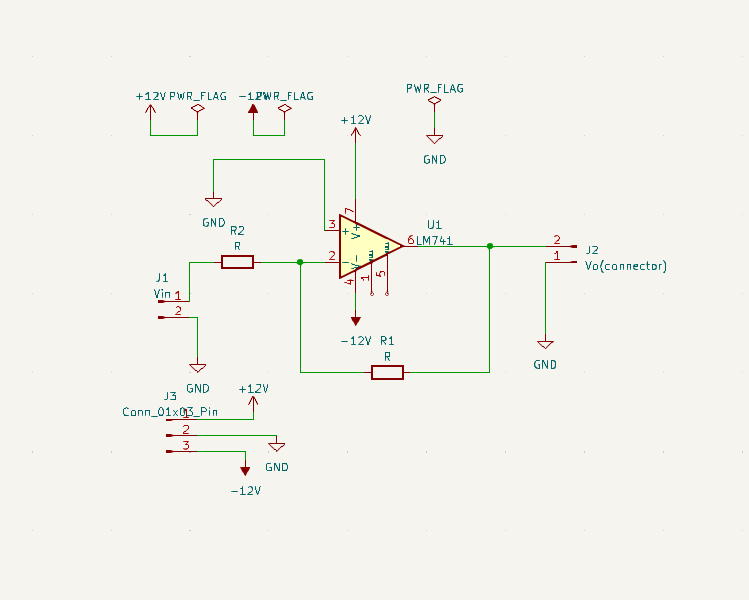 PWR_FLAG
+12V PWR_FLAG
-12V PWR_FLAG
+12V
GND
7
3
+
V+
GND
R2
R
U1
LM741
6
2
-
V-
4
1
5
2
J2
1
Vo(connector)
J1
Vin
1
2
-12V
R1
R
GND
GND
J3
Conn_01x03_Pin
+12V
1
2
3
GND
-12V